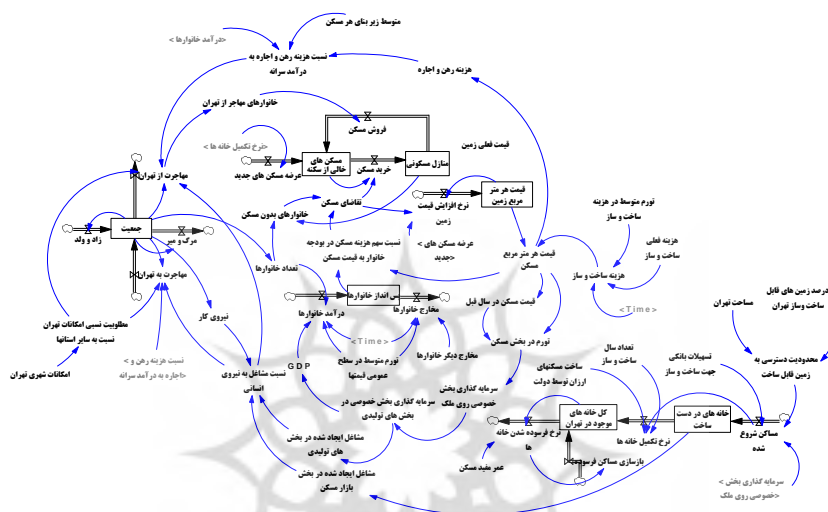 متوسط زیر بنای هر مسکن
<درآمد خانوارها>
نسبت هزینه رهن و اجاره به
درآمد سرانه
هزینه رهن و اجاره
خانوارهای مهاجر از تهران
فروش مسکن
<نرخ تکمیل خانه ها>
قیمت فعلی زمین
مسکن های
خالی از سکنه
منازل مسکونی
خرید مسکن
عرضه مسکن های جدید
مهاجرت از تهران
قیمت هر متر
مربع زمین
نرخ افزایش قیمت
زمین
تقاضای مسکن
خانوارهای بدون مسکن
تورم متوسط در هزینه
ساخت و ساز
جمعیت
زاد و ولد
مرگ و میر
نسبت سهم هزینه مسکن در بودجه
خانوار به قیمت مسکن
عرضه مسکن های>
<جدید
قیمت هر متر مربع
مسکن
هزینه فعلی
ساخت و ساز
هزینه ساخت و ساز
تعداد خانوارها
مهاجرت به تهران
پس انداز خانوارها
درآمد خانوارها
مخارج خانوارها
قیمت مسکن در سال قبل
<Time>
درصد زمین های قابل
ساخت وساز تهران
مساحت تهران
نیروی کار
مطلوبیت نسبی امکانات تهران
نسبت به سایر استانها
<Time>
تورم در بخش مسکن
نسبت هزینه رهن و>
<اجاره به درآمد سرانه
امکانات شهری تهران
نسبت مشاغل به نیروی
انسانی
GDP
تورم متوسط در سطح
عمومی قیمتها
مخارج دیگر خانوارها
تعداد سال
ساخت و ساز
تسهیلات بانکی
جهت ساخت و ساز
محدودیت دسترسی به
زمین قابل ساخت
ساخت مسکنهای
ارزان توسط دولت
سرمایه گذاری بخش
خصوصی روی ملک
سرمایه گذاری بخش خصوصی در
بخش های تولیدی
کل خانه های
موجود در تهران
خانه های در دست
ساخت
مساکن شروع
شده
نرخ فرسوده شدن خانه
ها
نرخ تکمیل خانه ها
مشاغل ایجاد شده در بخش
های تولیدی
بازسازی مساکن فرسوده
عمر مفید مسکن
مشاغل ایجاد شده در بخش
بازار مسکن
سرمایه گذاری بخش>
<خصوصی روی ملک